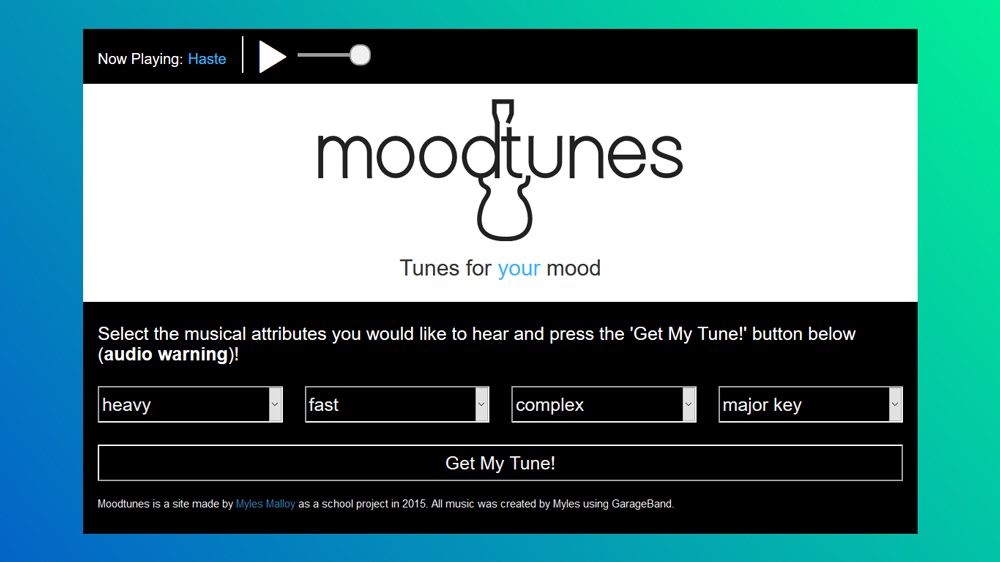 Now Playing: Haste
moodtunes
Tunes for your mood
Select the musical attributes you would like to hear and press the 'Get My Tune!' button below
(audio warning)!
heavy fast complex major key
Get My Tune!
Moodtunes is a site made by Myles Malloy as a school project in 2015. All music was created by Myles using GarageBand.